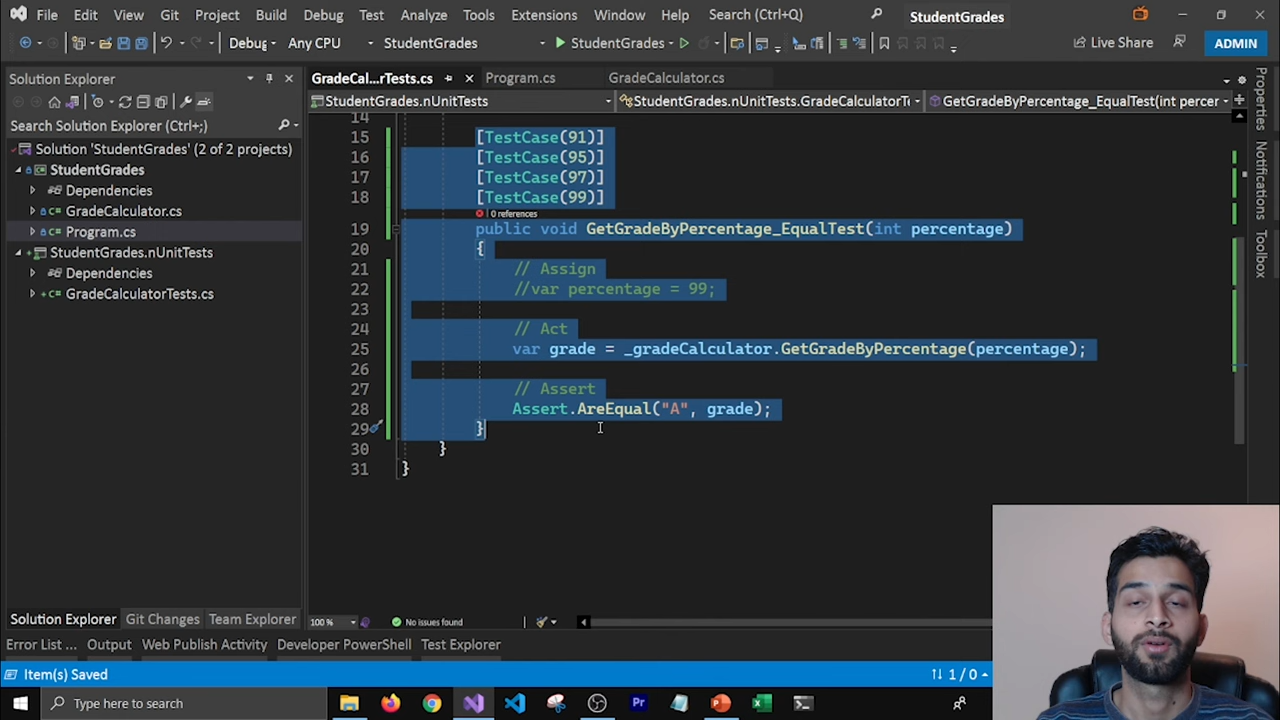 File Edit View Git Project Build Debug Test Analyze Tools Extensions Window Help Search (Ctrl+Q) StudentGrades
Debug Any CPU StudentGrades StudentGrades Live Share ADMIN
Solution Explorer
Search Solution Explorer (Ctrl+;)
Solution 'StudentGrades' (2 of 2 projects)
StudentGrades
Dependencies
GradeCalculator.cs
Program.cs
StudentGrades.nUnitTests
Dependencies
GradeCalculatorTests.cs
GradeCal...rTests.cs Program.cs GradeCalculator.cs
StudentGrades.nUnitTests StudentGrades.nUnitTests.GradeCalculatorT GetGradeByPercentage_EqualTest(int percer
14
15 [TestCase(91)]
16 [TestCase(95)]
17 [TestCase(97)]
18 [TestCase(99)]
0 references
19 public void GetGradeByPercentage_EqualTest(int percentage)
20 {
21 // Assign
22 //var percentage = 99;
23
24 // Act
25 var grade = _gradeCalculator.GetGradeByPercentage(percentage);
26
27 // Assert
28 Assert.AreEqual("A", grade);
29 }
30 }
31 }
100 % No issues found
Properties
Notifications
Toolbox
Solution Explorer Git Changes Team Explorer
Error List ... Output Web Publish Activity Developer PowerShell Test Explorer
Item(s) Saved 1 / 0
Type here to search